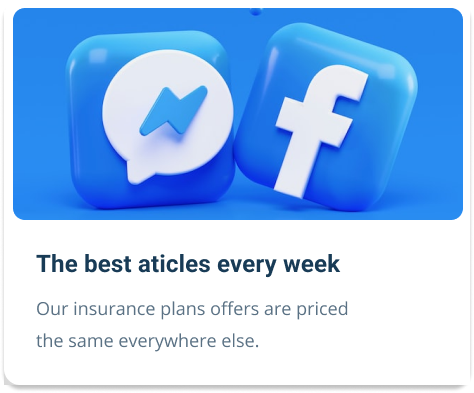 The best aticles every week
Our insurance plans offers are priced
the same everywhere else.